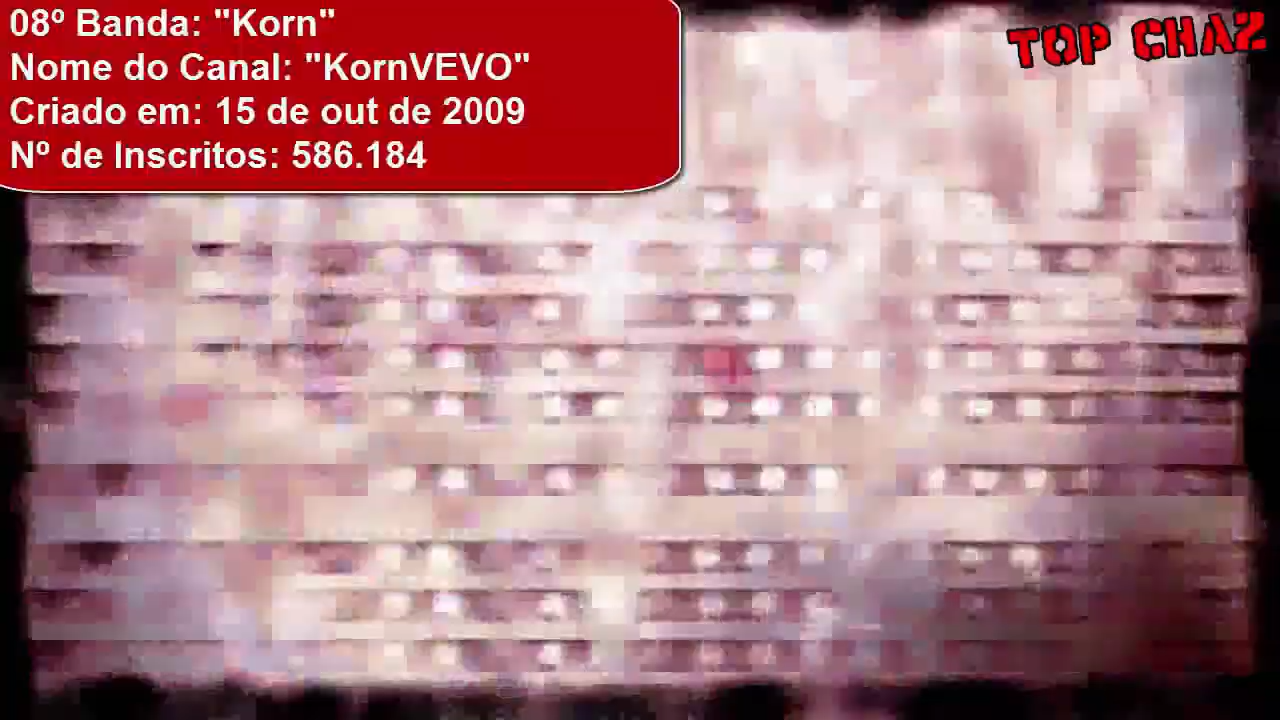 08º Banda: "Korn"
Nome do Canal: "KornVEVO"
Criado em: 15 de out de 2009
Nº de Inscritos: 586.184
TOP CHAZ